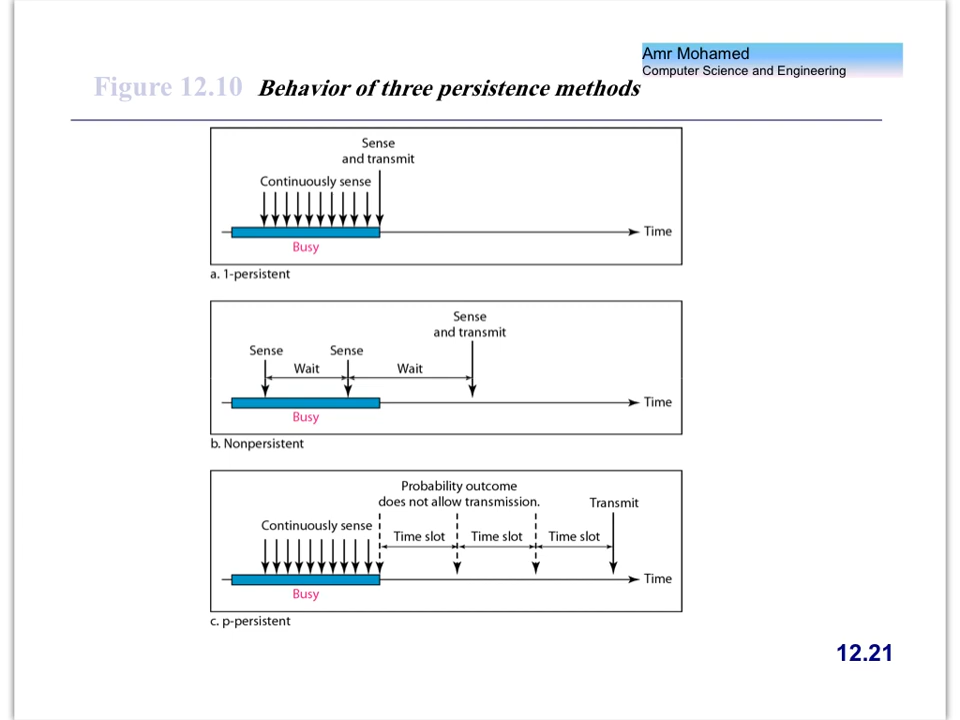 Amr Mohamed
Computer Science and Engineering
Figure 12.10 Behavior of three persistence methods
Sense
and transmit
Continuously sense
Time
Busy
a. 1-persistent
Sense
and transmit
Sense Sense
Wait Wait
Time
Busy
b. Nonpersistent
Probability outcome
does not allow transmission. Transmit
Continuously sense
Time slot Time slot Time slot
Time
Busy
c. p-persistent
12.21